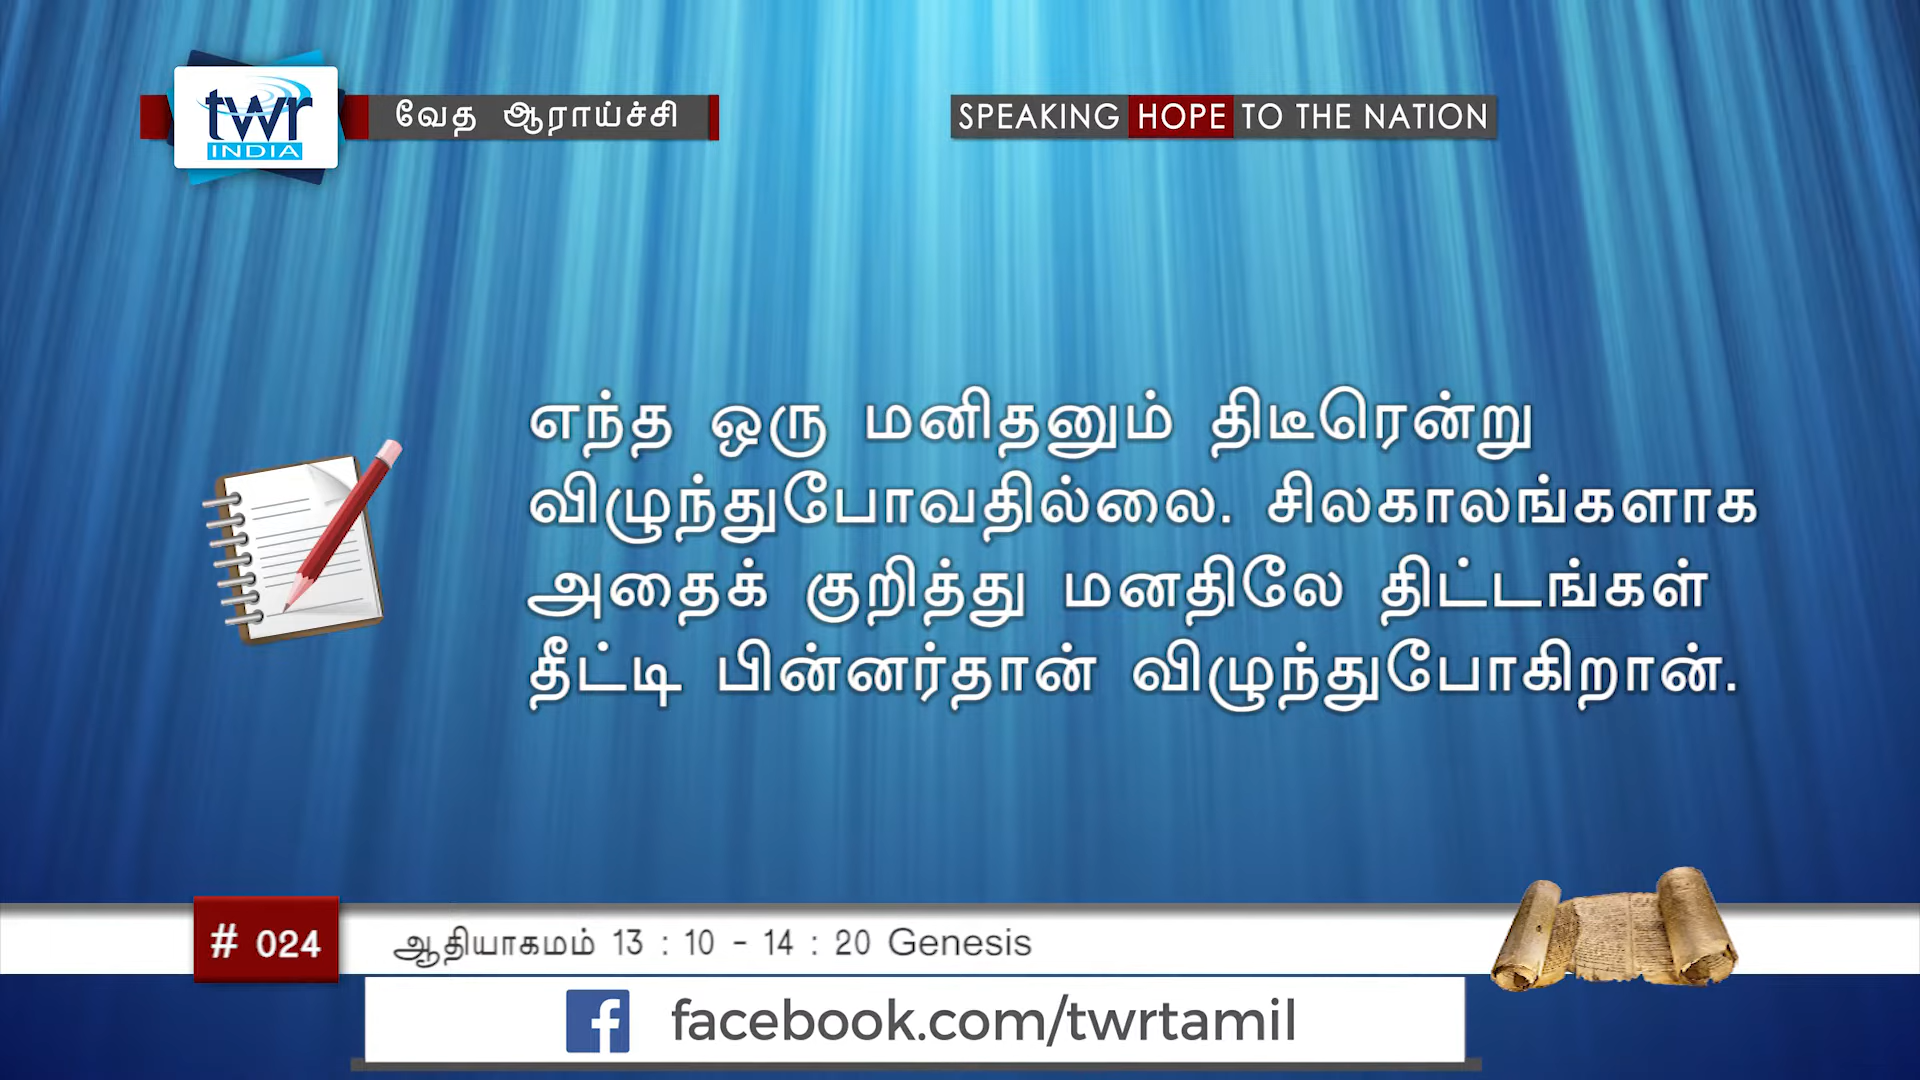 twr
INDIA
வேத ஆராய்ச்சி
SPEAKING HOPE TO THE NATION
எந்த ஒரு மனிதனும் திடீரென்று
விழுந்துபோவதில்லை. சிலகாலங்களாக
அதைக் குறித்து மனதிலே திட்டங்கள்
தீட்டி பின்னர்தான் விழுந்துபோகிறான்.
# 024
ஆதியாகமம் 13 : 10 - 14 : 20 Genesis
facebook.com/twrtamil